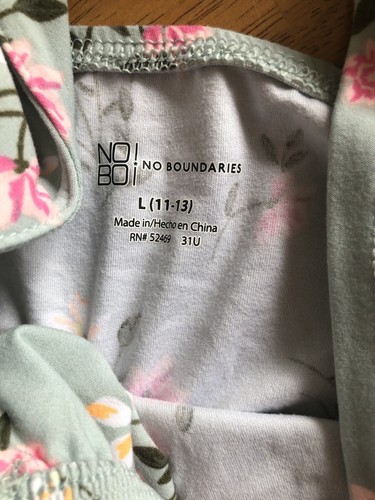 NO!
BOi NO BOUNDARIES
L (11-13)
Made in/Hecho en China
RN# 52469 31U